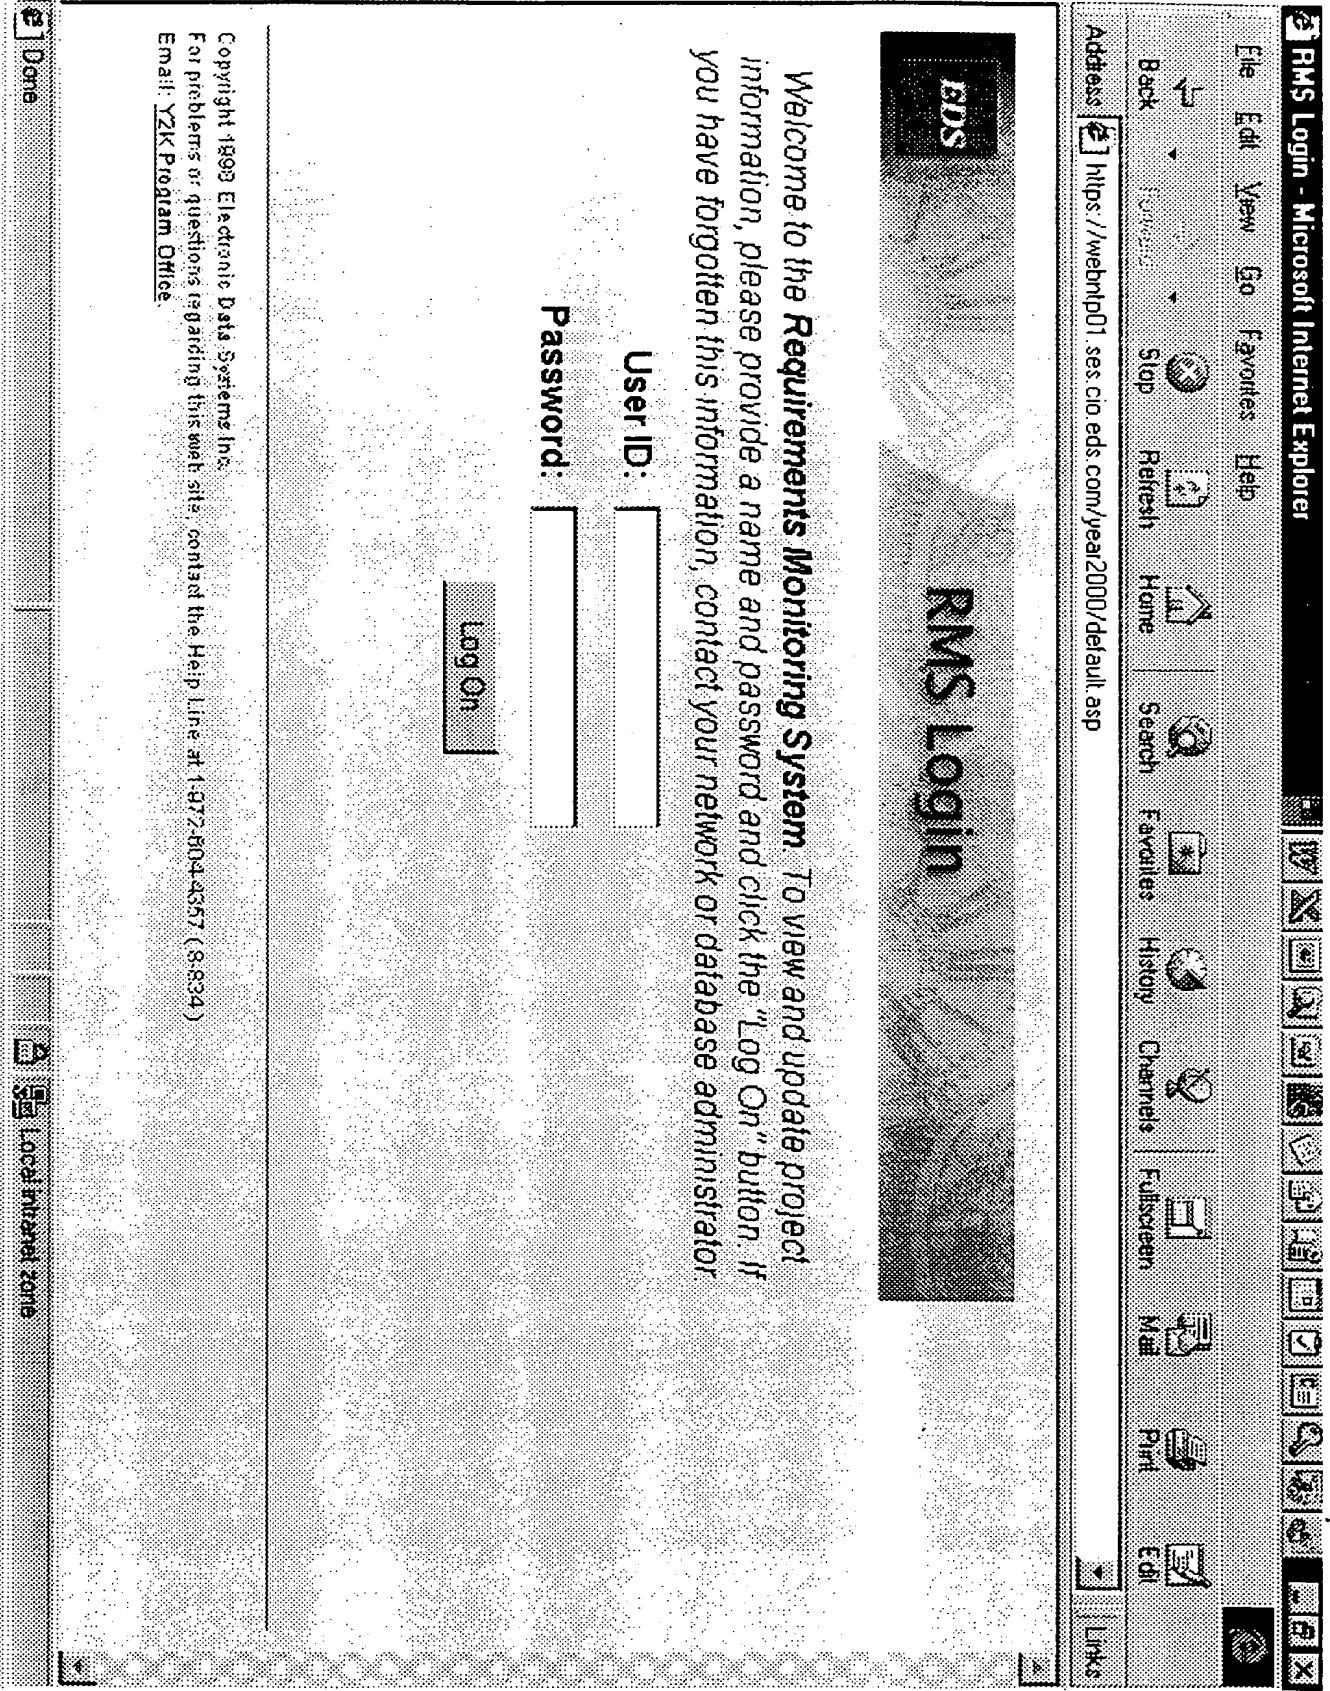 RMS Login - Microsoft Internet Explorer
File Edit View Go Favorites Help
Back Forward Stop Refresh Home Search Favorites History Channels Fullscreen Mail Print Edit
Address https://webntp01.ses.cio.eds.com/year2000/default.asp Links
EDS RMS Login
Welcome to the Requirements Monitoring System. To view and update project
information, please provide a name and password and click the "Log On" button. If
you have forgotten this information, contact your network or database administrator.
User ID:
Password:
Log On
Copyright 1998 Electronic Data Systems Inc.
For problems or questions regarding this web site, contact the Help Line at 1-972-604-4357 (8-834)
Email: Y2K Program Office.
Done Local intranet zone